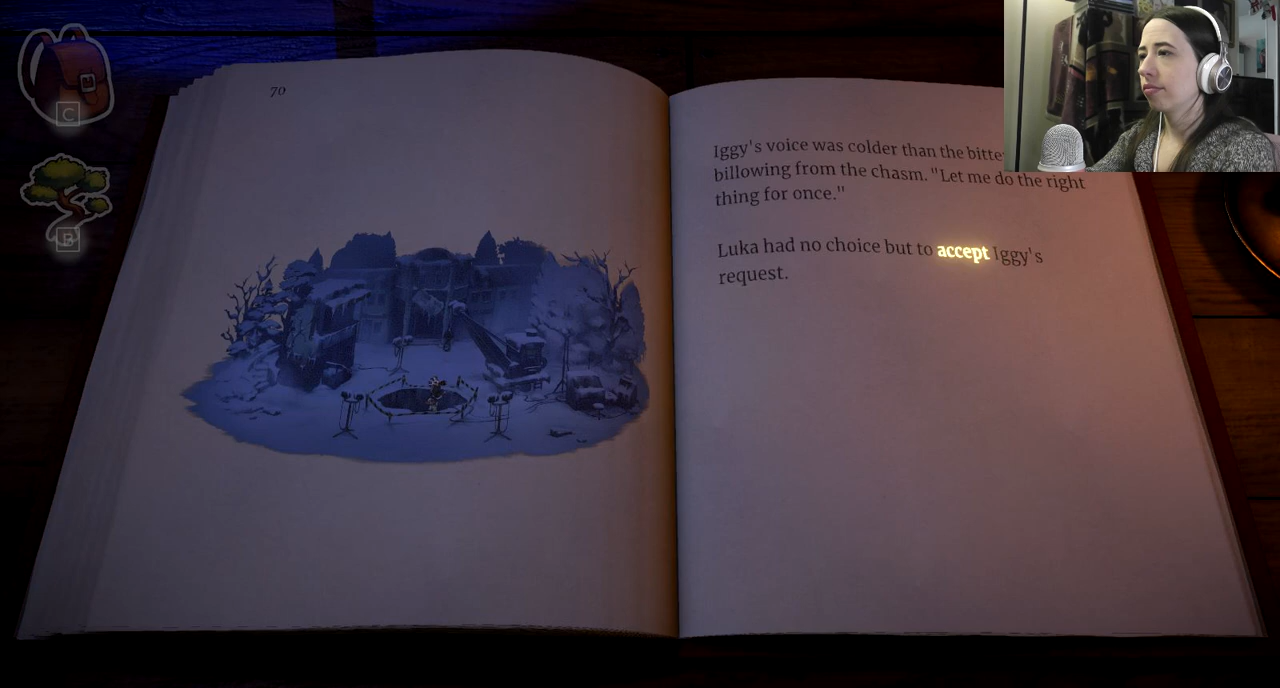 70
C
B
Iggy's voice was colder than the
billowing from the chasm. "Let me do the right
thing for once."
Luka had no choice but to accept Iggy's
request.